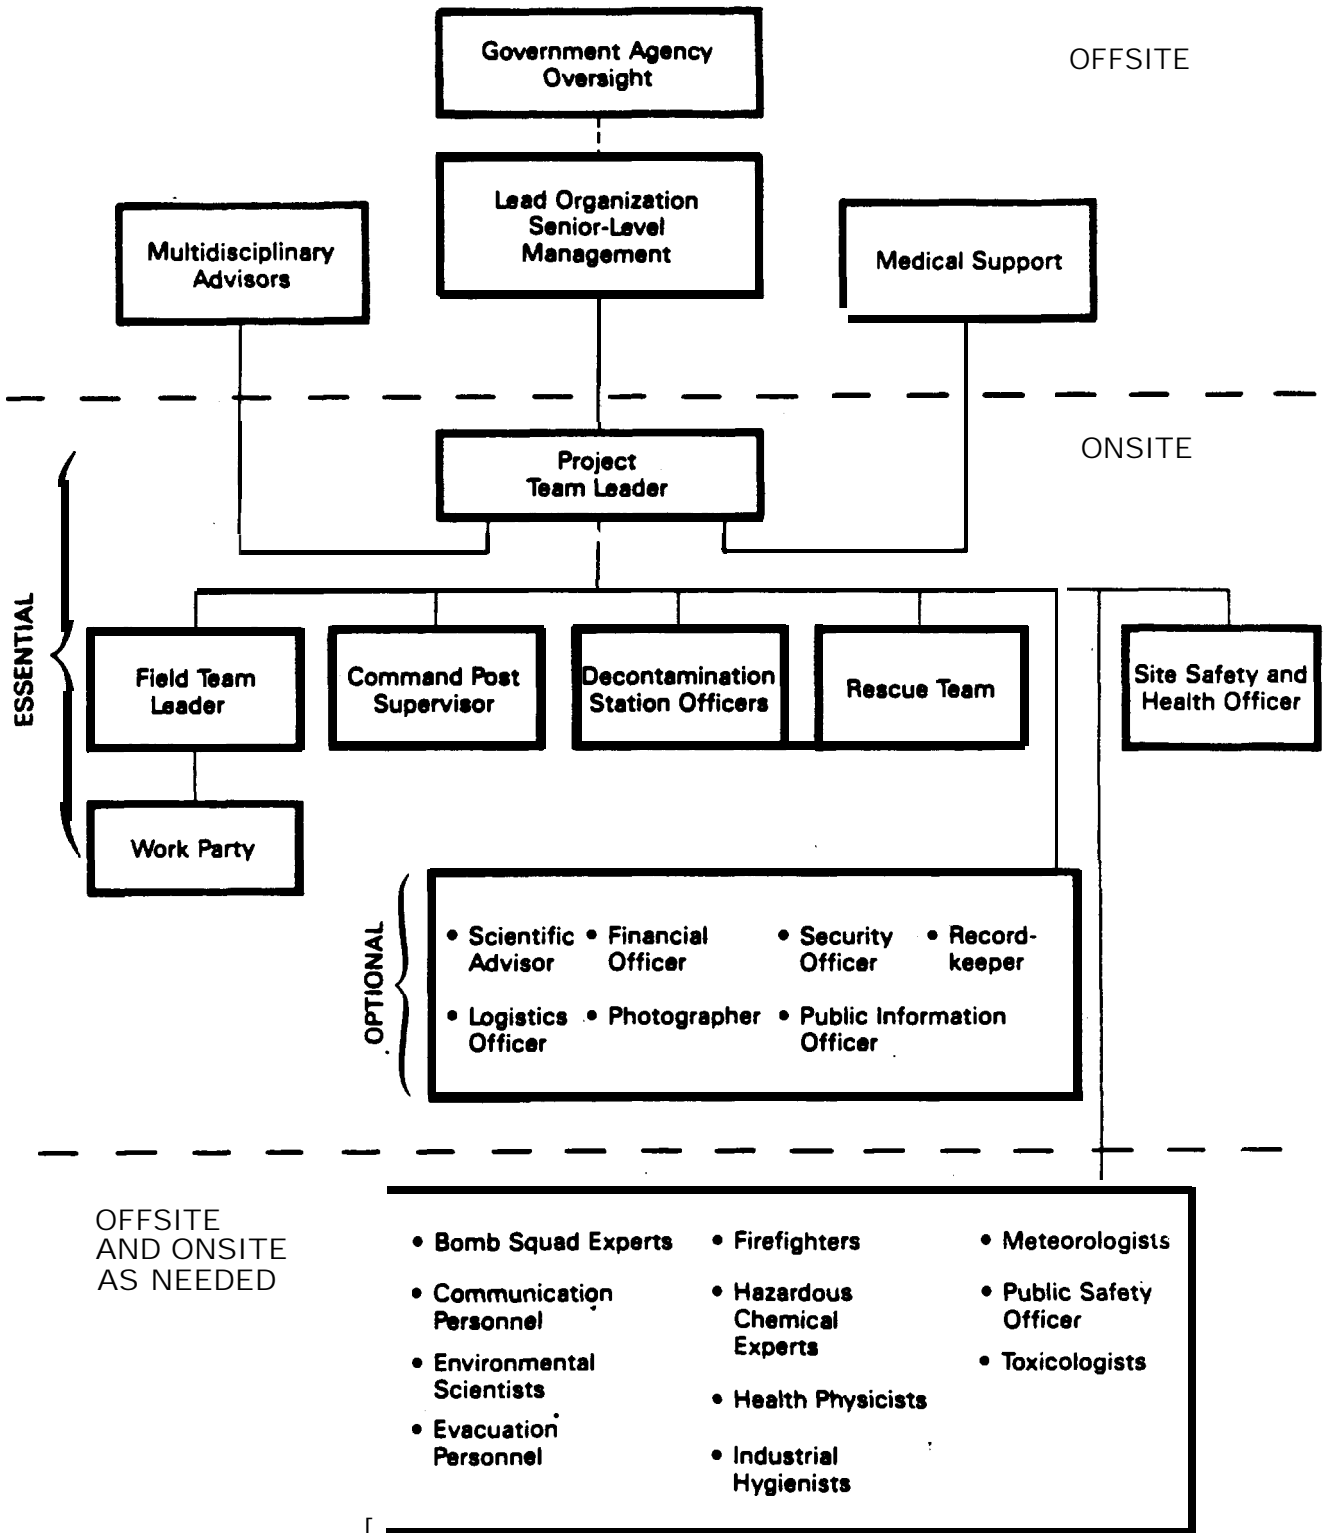 Government Agency
Oversight
OFFSITE
Lead Organization
Senior-Level
Management
Multidisciplinary
Advisors
Medical Support
Project
Team Leader
ONSITE
ESSENTIAL
Field Team
Leader
Command Post
Supervisor
Decontamination
Station Officers
Rescue Team
Site Safety and
Health Officer
Work Party
OPTIONAL
• Scientific
Advisor
• Financial
Officer
• Security
Officer
• Record-
keeper
• Logistics
Officer
• Photographer
• Public Information
Officer
OFFSITE
AND ONSITE
AS NEEDED
• Bomb Squad Experts
• Communication
Personnel
• Environmental
Scientists
• Evacuation
Personnel
• Firefighters
• Hazardous
Chemical
Experts
• Health Physicists
• Industrial
Hygienists
• Meteorologists
• Public Safety
Officer
• Toxicologists